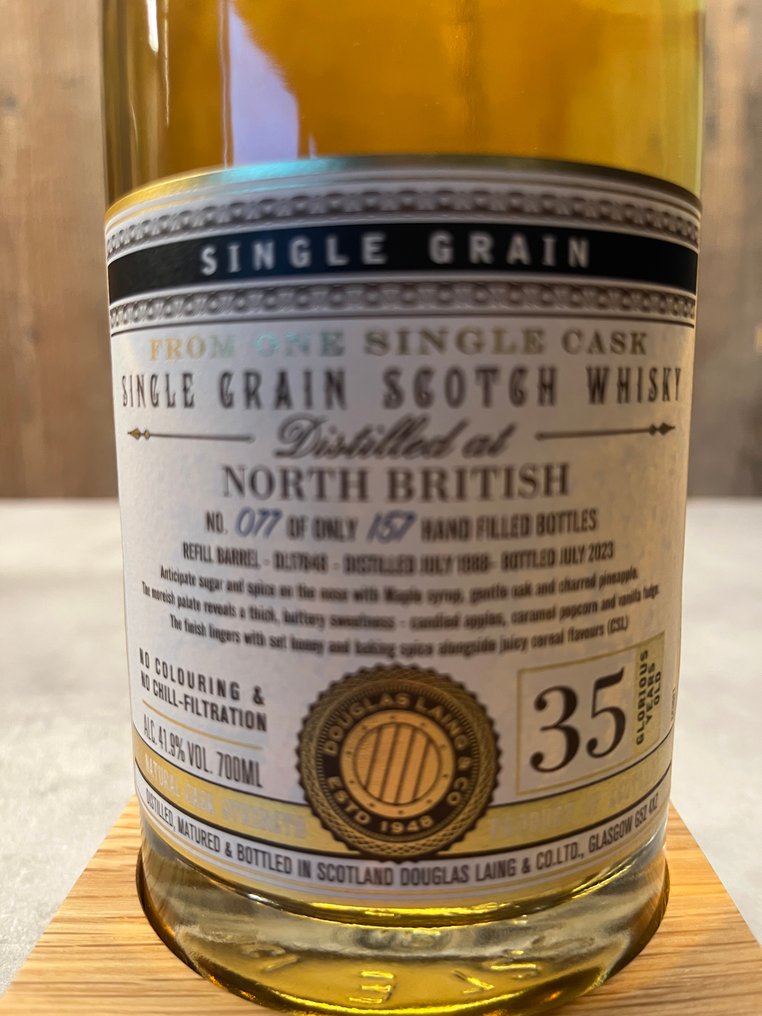 SINGLE GRAIN
FROM ONE SINGLE CASK
SINGLE GRAIN SCOTCH WHISKY
Distilled at
NORTH BRITISH
NO. 077 OF ONLY 157 HAND FILLED BOTTLES
REFILL BARREL - DL17848 - DISTILLED JULY 1988 - BOTTLED JULY 2023
Anticipate sugar and spice on the nose with Maple syrup, gentle oak and charred pineapple.
The moreish palate reveals a thick, buttery sweetness - candied apples, caramel popcorn and vanilla fudge.
The finish lingers with set honey and baking spice alongside juicy cereal flavours (CSL)
NO COLOURING &
NO CHILL-FILTRATION
ALC. 41.9% VOL. 700ML
DOUGLAS LAING & CO
ESTD 1948
35
GLORIOUS
YEARS
OLD
NATURAL CASK STRENGTH
DISTILLED, MATURED & BOTTLED IN SCOTLAND DOUGLAS LAING & CO.LTD., GLASGOW G52 4XZ